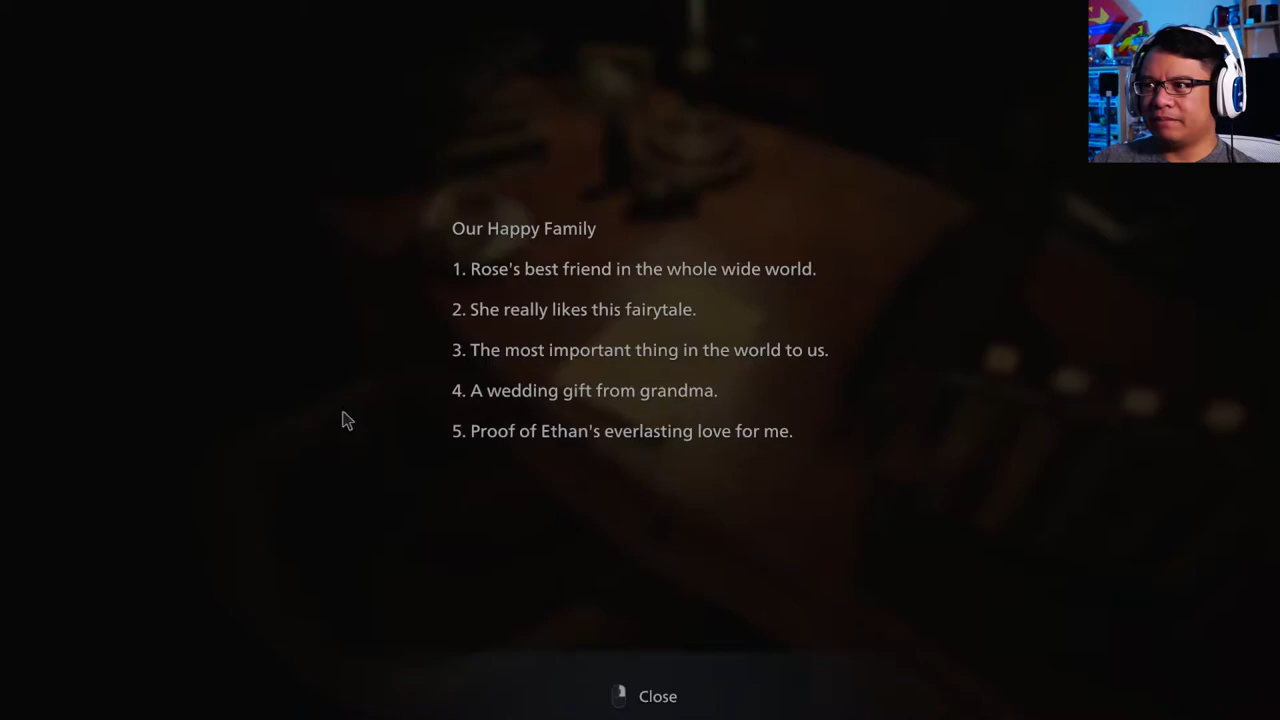 Our Happy Family
1. Rose's best friend in the whole wide world.
2. She really likes this fairytale.
3. The most important thing in the world to us.
4. A wedding gift from grandma.
5. Proof of Ethan's everlasting love for me.
Close